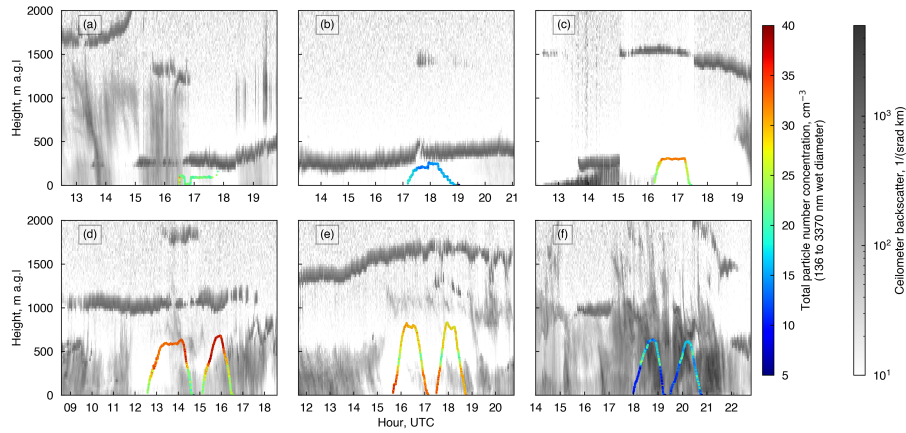 2000
1500
1000
500
0
Height, m a.g.l
(a)
13 14 15 16 17 18 19
(b)
14 15 16 17 18 19 20 21
(c)
13 14 15 16 17 18 19
2000
1500
1000
500
0
Height, m a.g.l
(d)
09 10 11 12 13 14 15 16 17 18
(e)
12 13 14 15 16 17 18 19 20
Hour, UTC
(f)
14 15 16 17 18 19 20 21 22
40
35
30
25
20
15
10
5
Total particle number concentration, cm⁻³
(136 to 3370 nm wet diameter)
10³
10²
10¹
Ceilometer backscatter, 1/(srad km)